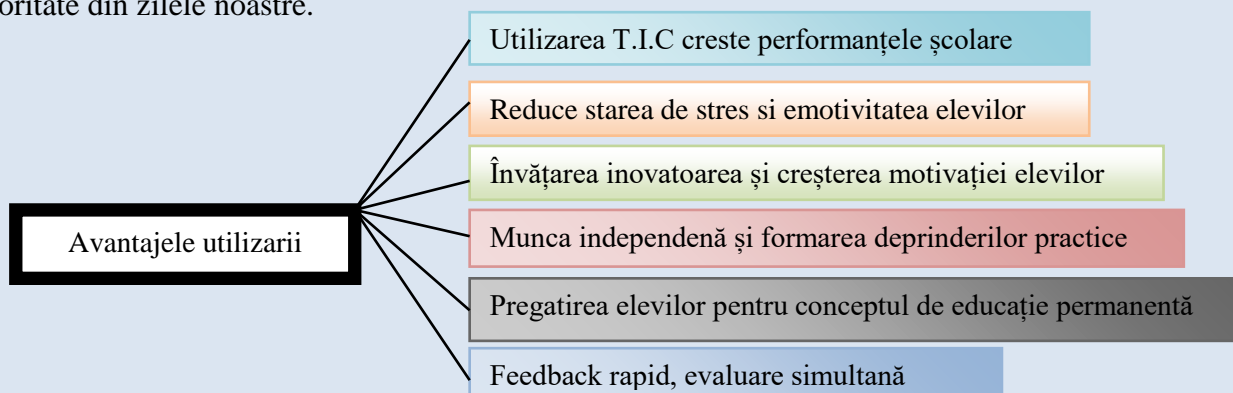 oritate din zilele noastre.
Utilizarea T.I.C creste performanțele școlare
Reduce starea de stres si emotivitatea elevilor
Învățarea inovatoarea și creșterea motivației elevilor
Avantajele utilizarii
Munca independenă și formarea deprinderilor practice
Pregatirea elevilor pentru conceptul de educație permanentă
Feedback rapid, evaluare simultană